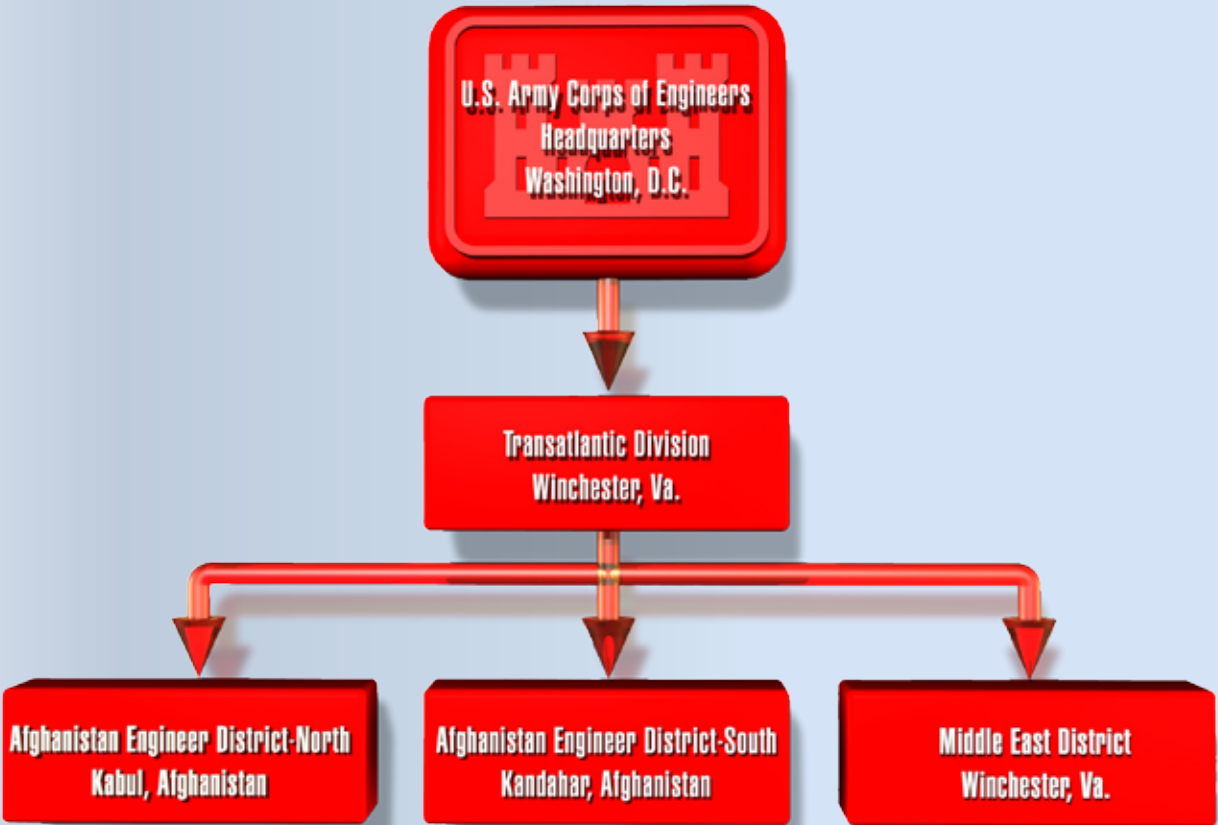 U.S. Army Corps of Engineers
Headquarters
Washington, D.C.
Transatlantic Division
Winchester, Va.
Afghanistan Engineer District-North
Kabul, Afghanistan
Afghanistan Engineer District-South
Kandahar, Afghanistan
Middle East District
Winchester, Va.